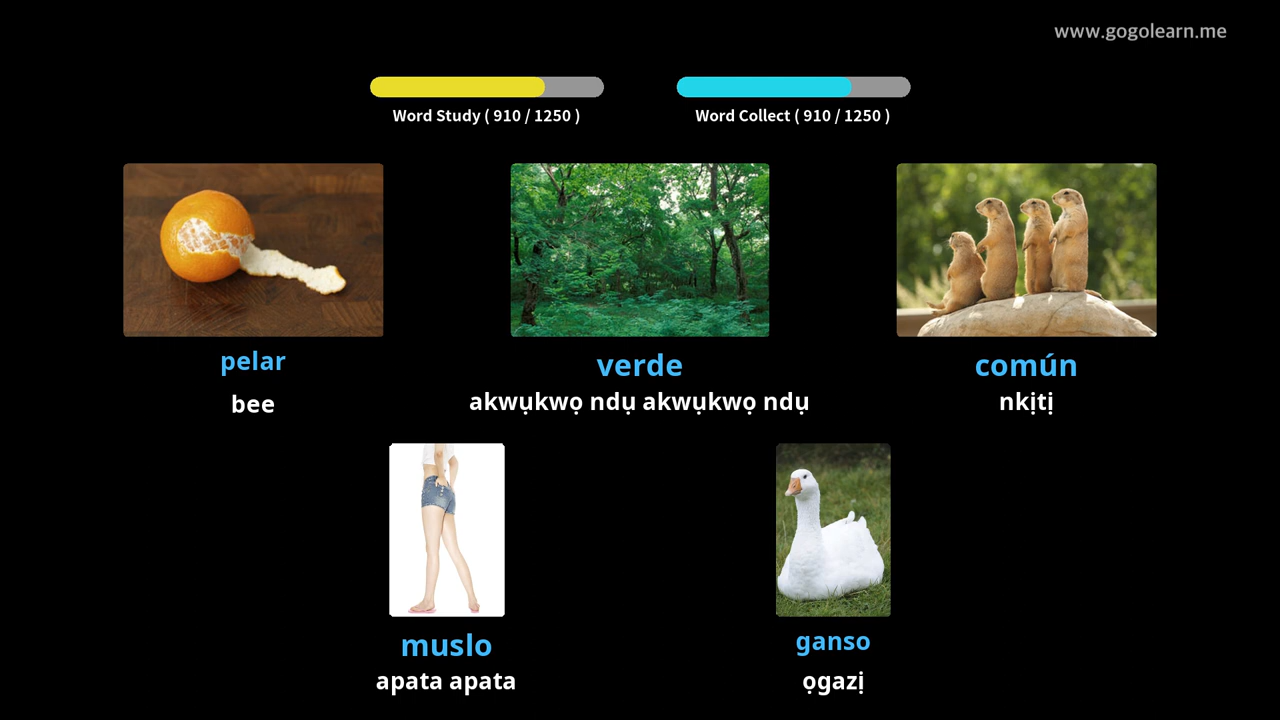 www.gogolearn.me
Word Study ( 910 / 1250 )
Word Collect ( 910 / 1250 )
pelar
bee
verde
akwụkwọ ndụ akwụkwọ ndụ
común
nkịtị
muslo
apata apata
ganso
ọgazị